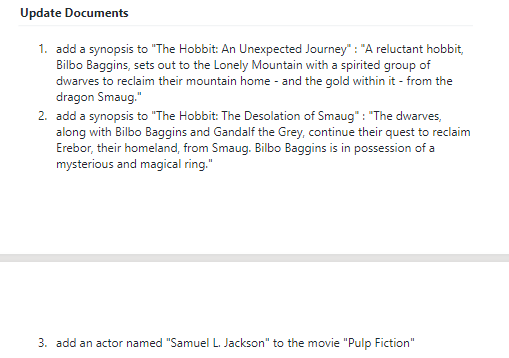 Update Documents
1. add a synopsis to "The Hobbit: An Unexpected Journey" : "A reluctant hobbit,
Bilbo Baggins, sets out to the Lonely Mountain with a spirited group of
dwarves to reclaim their mountain home - and the gold within it - from the
dragon Smaug."
2. add a synopsis to "The Hobbit: The Desolation of Smaug" : "The dwarves,
along with Bilbo Baggins and Gandalf the Grey, continue their quest to reclaim
Erebor, their homeland, from Smaug. Bilbo Baggins is in possession of a
mysterious and magical ring."
3. add an actor named "Samuel L. Jackson" to the movie "Pulp Fiction"